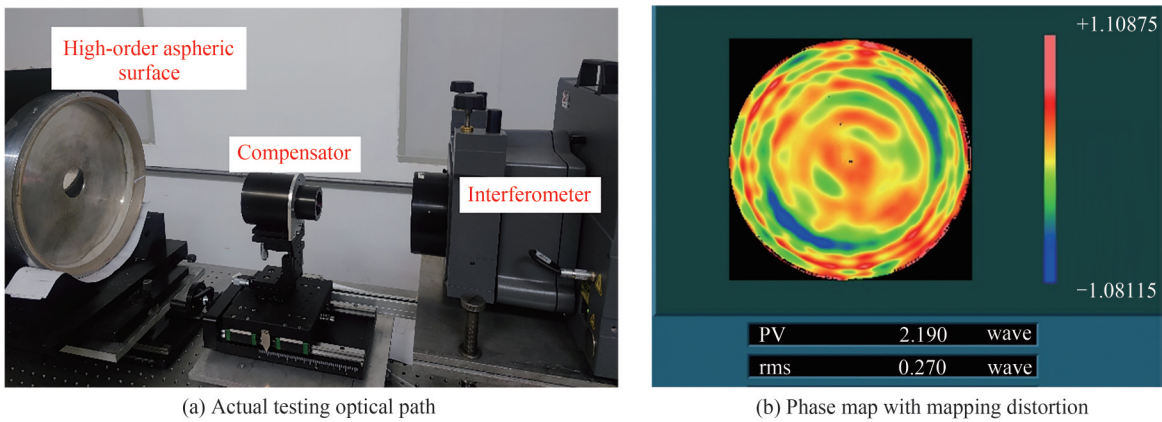 High-order aspheric
surface
Compensator
Interferometer
(a) Actual testing optical path
+1.10875
−1.08115
PV 2.190 wave
rms 0.270 wave
(b) Phase map with mapping distortion